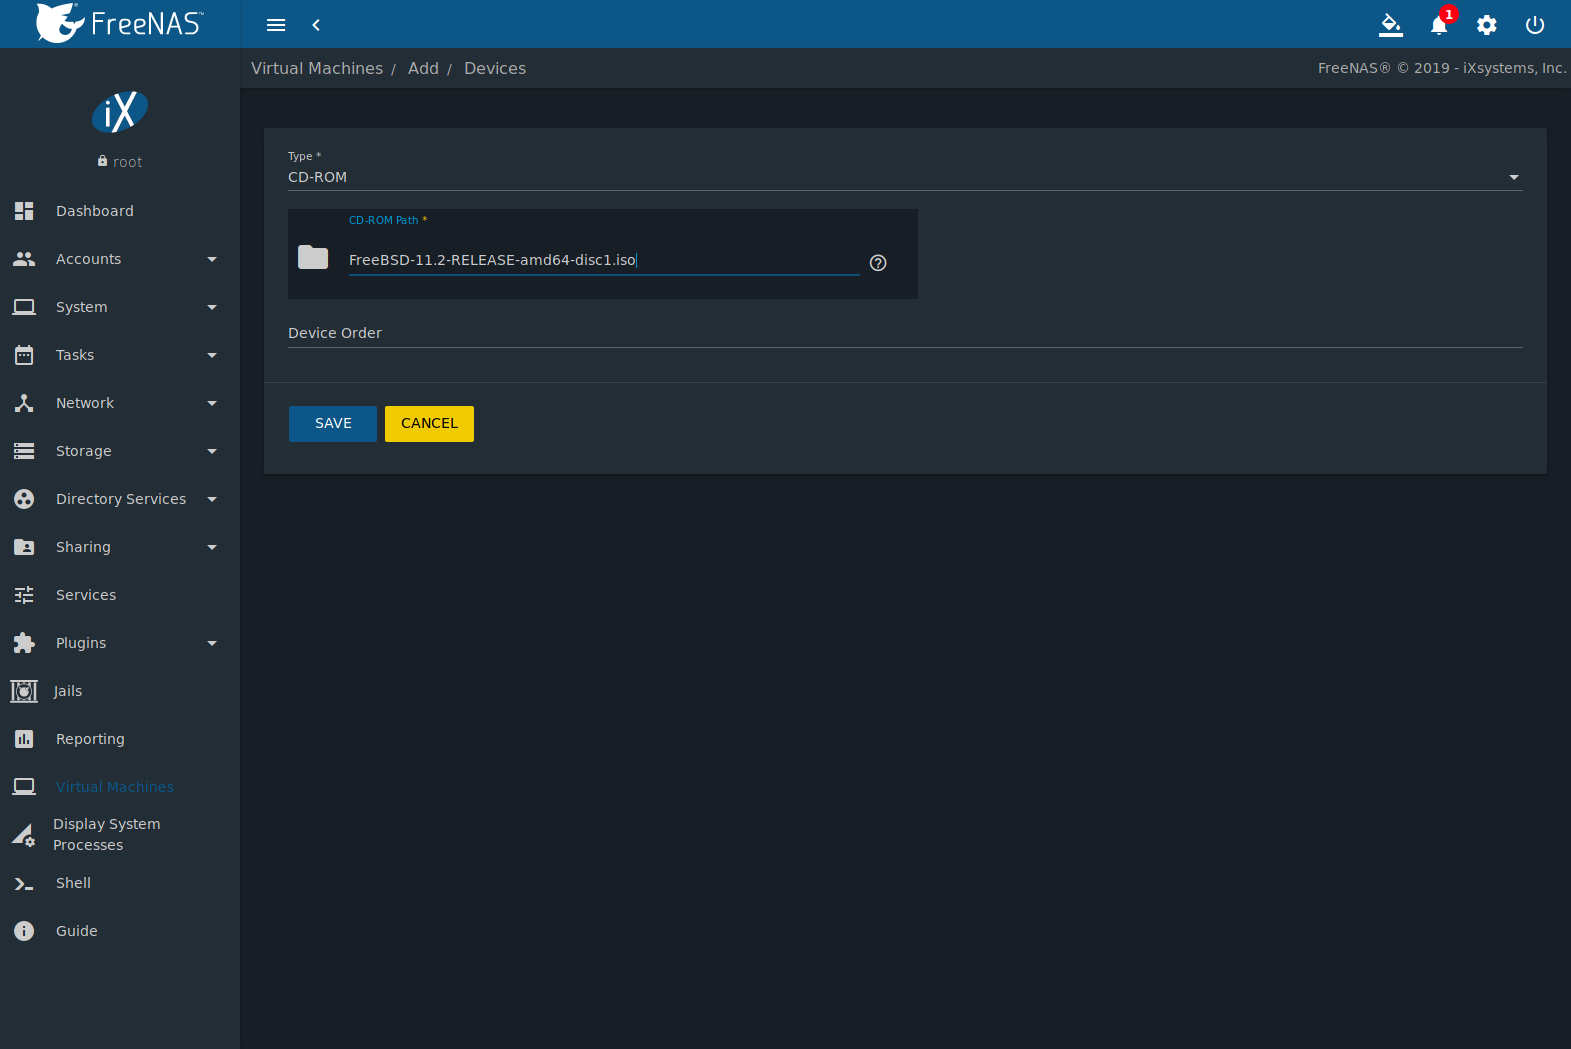 FreeNAS™
1
Virtual Machines / Add / Devices
FreeNAS® © 2019 - iXsystems, Inc.
iX
root
Dashboard
Accounts
System
Tasks
Network
Storage
Directory Services
Sharing
Services
Plugins
Jails
Reporting
Virtual Machines
Display System
Processes
Shell
Guide
Type *
CD-ROM
CD-ROM Path *
FreeBSD-11.2-RELEASE-amd64-disc1.iso
Device Order
SAVE CANCEL